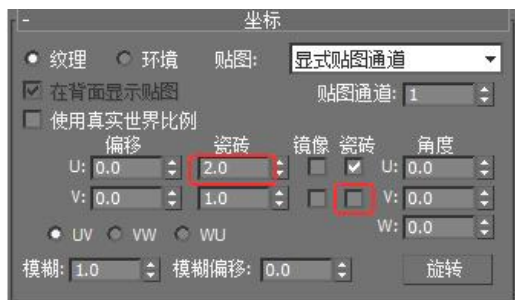 - 坐标
纹理 环境 贴图: 显式贴图通道
在背面显示贴图 贴图通道: 1
使用真实世界比例
偏移 瓷砖 镜像 瓷砖 角度
U: 0.0 2.0 U: 0.0
V: 0.0 1.0 V: 0.0
UV VW WU W: 0.0
模糊: 1.0 模糊偏移: 0.0 旋转